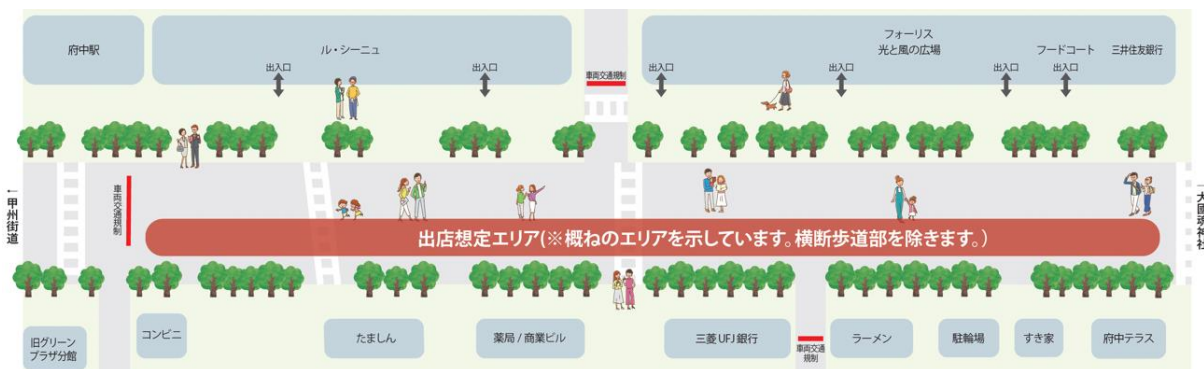 府中駅
ル・シーニュ
フォーリス
光と風の広場
フードコート
三井住友銀行
出入口
出入口
車両交通規制
出入口
出入口
出入口
出入口
←甲州街道
車両交通規制
出店想定エリア(※概ねのエリアを示しています。横断歩道部を除きます。)
旧グリーン
プラザ分館
コンビニ
たましん
薬局 / 商業ビル
三菱UFJ銀行
車両交通
規制
ラーメン
駐輪場
すき家
府中テラス